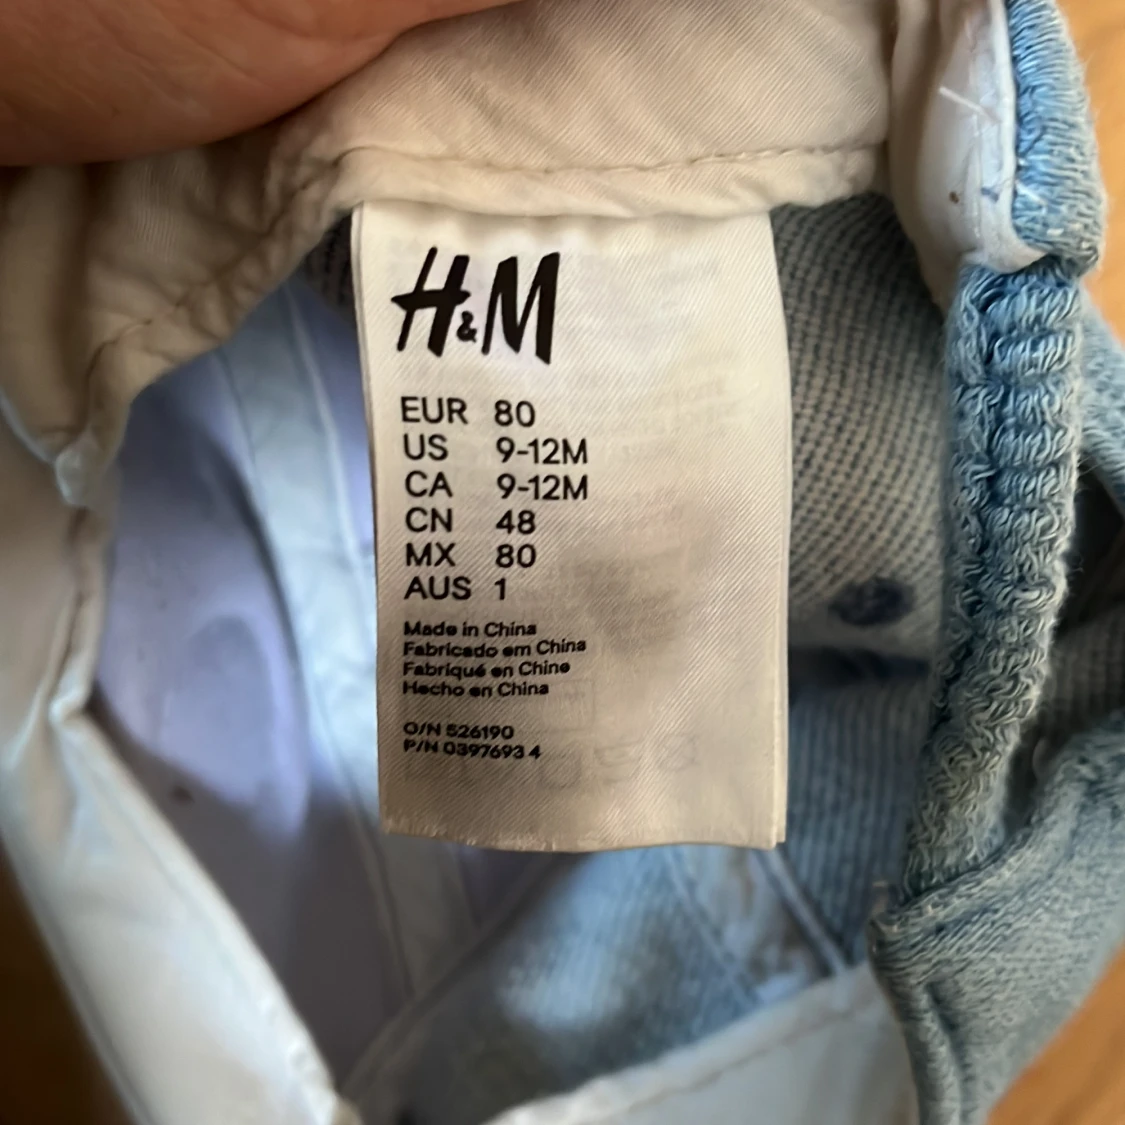 H&M
EUR 80
US 9-12M
CA 9-12M
CN 48
MX 80
AUS 1
Made in China
Fabricado em China
Fabriqué en Chine
Hecho en China
O/N 526190
P/N 0397693 4